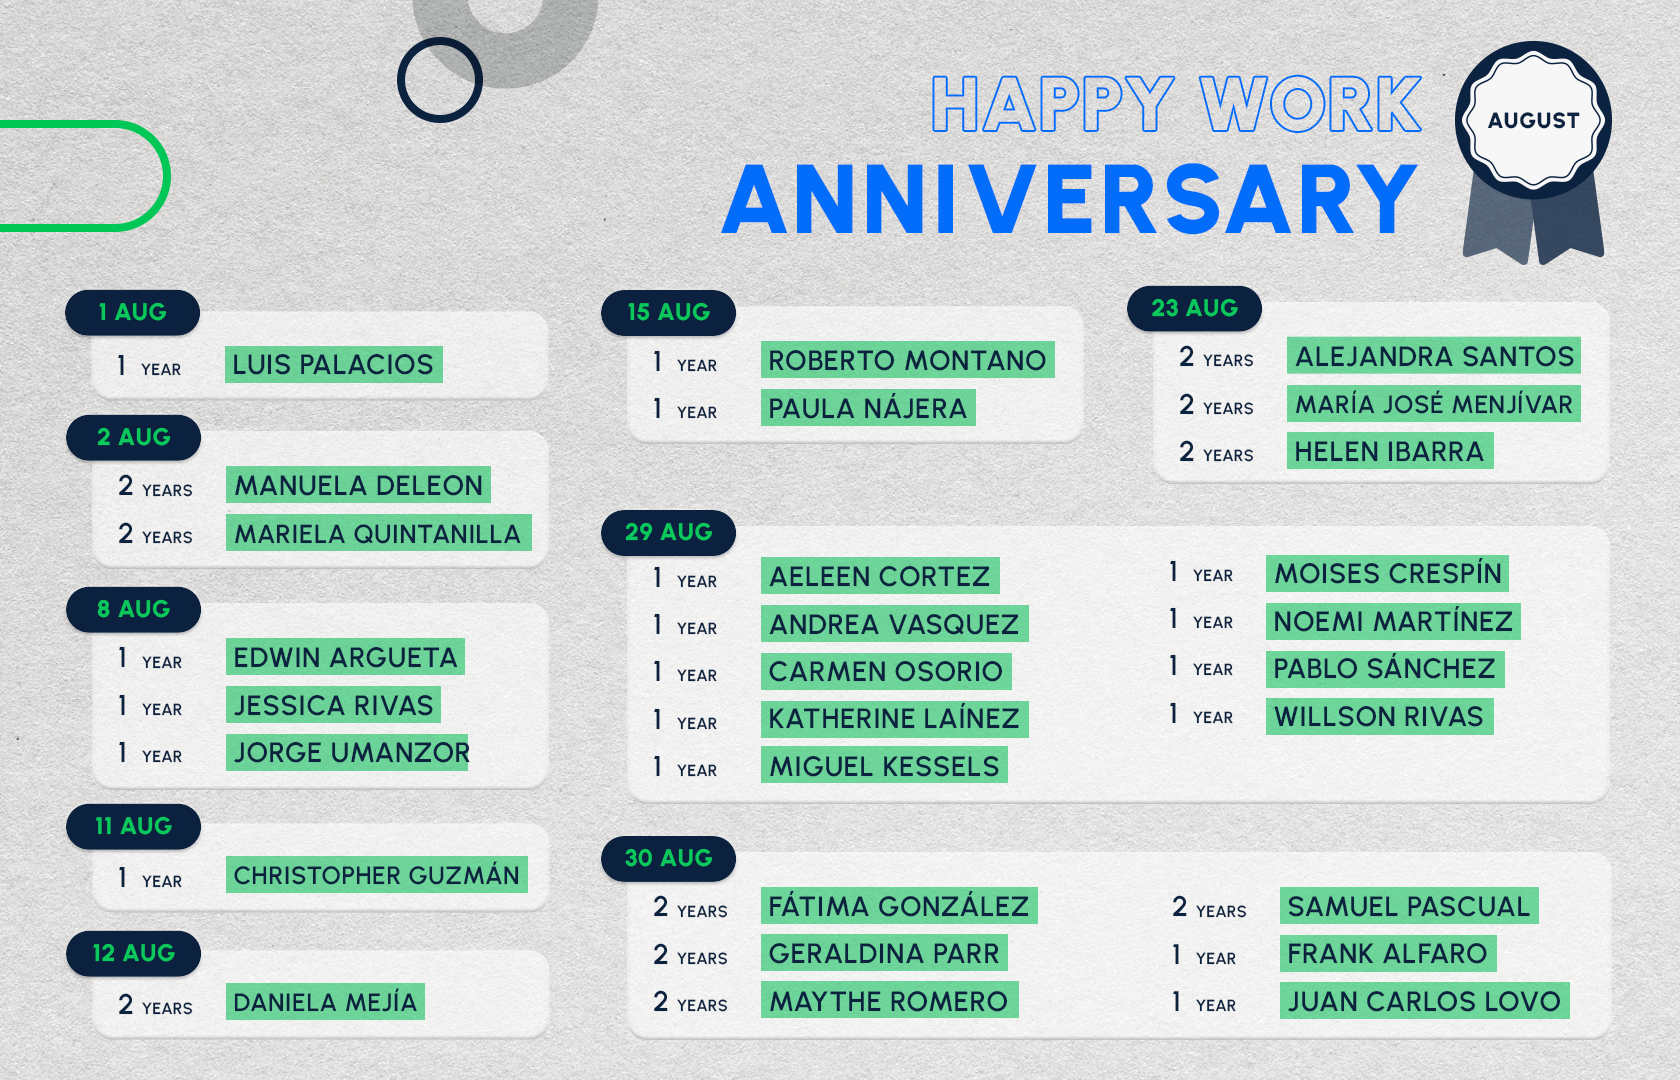 HAPPY WORK
ANNIVERSARY
AUGUST
1 AUG
1 YEAR LUIS PALACIOS
2 AUG
2 YEARS MANUELA DELEON
2 YEARS MARIELA QUINTANILLA
8 AUG
1 YEAR EDWIN ARGUETA
1 YEAR JESSICA RIVAS
1 YEAR JORGE UMANZOR
11 AUG
1 YEAR CHRISTOPHER GUZMÁN
12 AUG
2 YEARS DANIELA MEJÍA
15 AUG
1 YEAR ROBERTO MONTANO
1 YEAR PAULA NÁJERA
23 AUG
2 YEARS ALEJANDRA SANTOS
2 YEARS MARÍA JOSÉ MENJÍVAR
2 YEARS HELEN IBARRA
29 AUG
1 YEAR AELEEN CORTEZ
1 YEAR ANDREA VASQUEZ
1 YEAR CARMEN OSORIO
1 YEAR KATHERINE LAÍNEZ
1 YEAR MIGUEL KESSELS
1 YEAR MOISES CRESPÍN
1 YEAR NOEMI MARTÍNEZ
1 YEAR PABLO SÁNCHEZ
1 YEAR WILLSON RIVAS
30 AUG
2 YEARS FÁTIMA GONZÁLEZ
2 YEARS GERALDINA PARR
2 YEARS MAYTHE ROMERO
2 YEARS SAMUEL PASCUAL
1 YEAR FRANK ALFARO
1 YEAR JUAN CARLOS LOVO